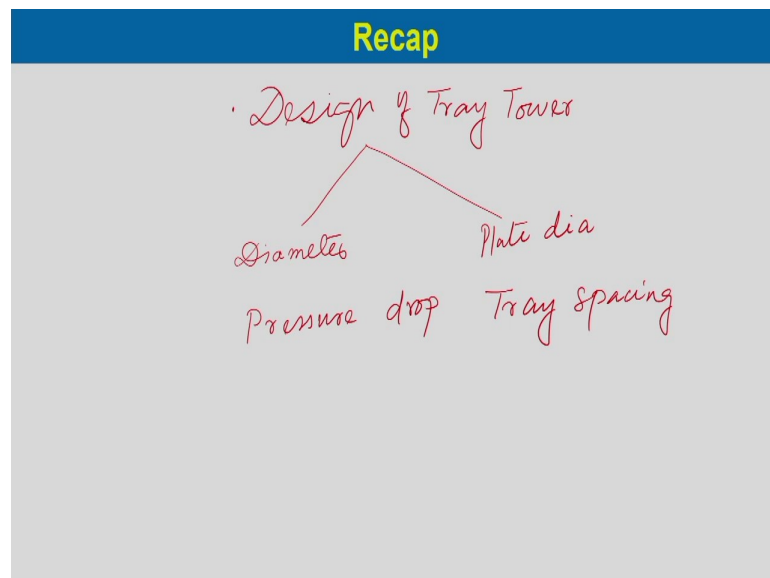 Recap
. Design of Tray Tower
Diameter Plate dia
Pressure drop Tray spacing